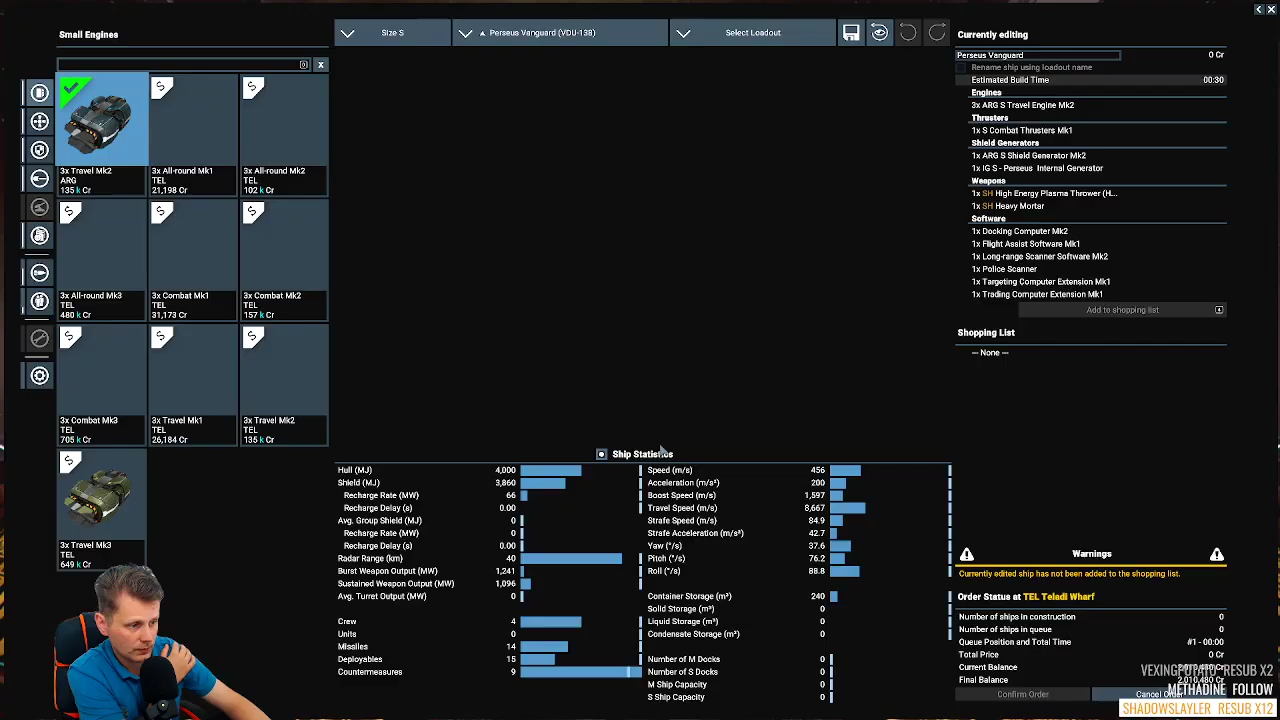 Small Engines
Size S
Perseus Vanguard (VDU-138)
Select Loadout
3x Travel Mk2
ARG
135 k Cr
3x All-round Mk1
TEL
21,198 Cr
3x All-round Mk2
TEL
102 k Cr
3x All-round Mk3
TEL
480 k Cr
3x Combat Mk1
TEL
31,173 Cr
3x Combat Mk2
TEL
157 k Cr
3x Combat Mk3
TEL
705 k Cr
3x Travel Mk1
TEL
26,184 Cr
3x Travel Mk2
TEL
135 k Cr
3x Travel Mk3
TEL
649 k Cr
Ship Statistics
Hull (MJ) 4,000
Shield (MJ) 3,860
Recharge Rate (MW) 66
Recharge Delay (s) 0.00
Avg. Group Shield (MJ) 0
Recharge Rate (MW) 0
Recharge Delay (s) 0.00
Radar Range (km) 40
Burst Weapon Output (MW) 1,241
Sustained Weapon Output (MW) 1,096
Avg. Turret Output (MW) 0
Crew 4
Units 0
Missiles 14
Deployables 15
Countermeasures 9
Speed (m/s) 456
Acceleration (m/s²) 200
Boost Speed (m/s) 1,597
Travel Speed (m/s) 8,667
Strafe Speed (m/s) 84.9
Strafe Acceleration (m/s²) 42.7
Yaw (°/s) 37.6
Pitch (°/s) 76.2
Roll (°/s) 88.8
Container Storage (m³) 240
Solid Storage (m³) 0
Liquid Storage (m³) 0
Condensate Storage (m³) 0
Number of M Docks 0
Number of S Docks 0
M Ship Capacity 0
S Ship Capacity 0
Currently editing
Perseus Vanguard 0 Cr
Rename ship using loadout name
Estimated Build Time 00:30
Engines
3x ARG S Travel Engine Mk2
Thrusters
1x S Combat Thrusters Mk1
Shield Generators
1x ARG S Shield Generator Mk2
1x IG S - Perseus Internal Generator
Weapons
1x SH High Energy Plasma Thrower (H...
1x SH Heavy Mortar
Software
1x Docking Computer Mk2
1x Flight Assist Software Mk1
1x Long-range Scanner Software Mk2
1x Police Scanner
1x Targeting Computer Extension Mk1
1x Trading Computer Extension Mk1
Add to shopping list
Shopping List
--- None ---
Warnings
Currently edited ship has not been added to the shopping list.
Order Status at TEL Teladi Wharf
Number of ships in construction 0
Number of ships in queue 0
Queue Position and Total Time #1 - 00:00
Total Price 0 Cr
Current Balance 2,010,480 Cr
Final Balance 2,010,480 Cr
Confirm Order
Cancel Order
VEXINGPOTATO RESUB X2
METHADINE FOLLOW
SHADOWSLAYLER RESUB X12